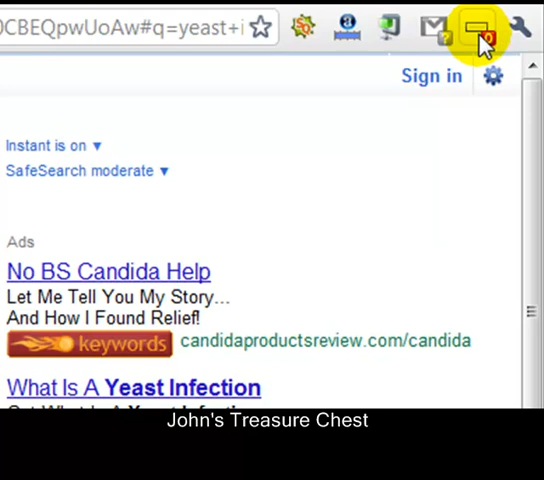 0CBEQpwUoAw#q=yeast+i
Sign in
Instant is on ▼
SafeSearch moderate ▼
Ads
No BS Candida Help
Let Me Tell You My Story...
And How I Found Relief!
keywords candidaproductsreview.com/candida
What Is A Yeast Infection
John's Treasure Chest